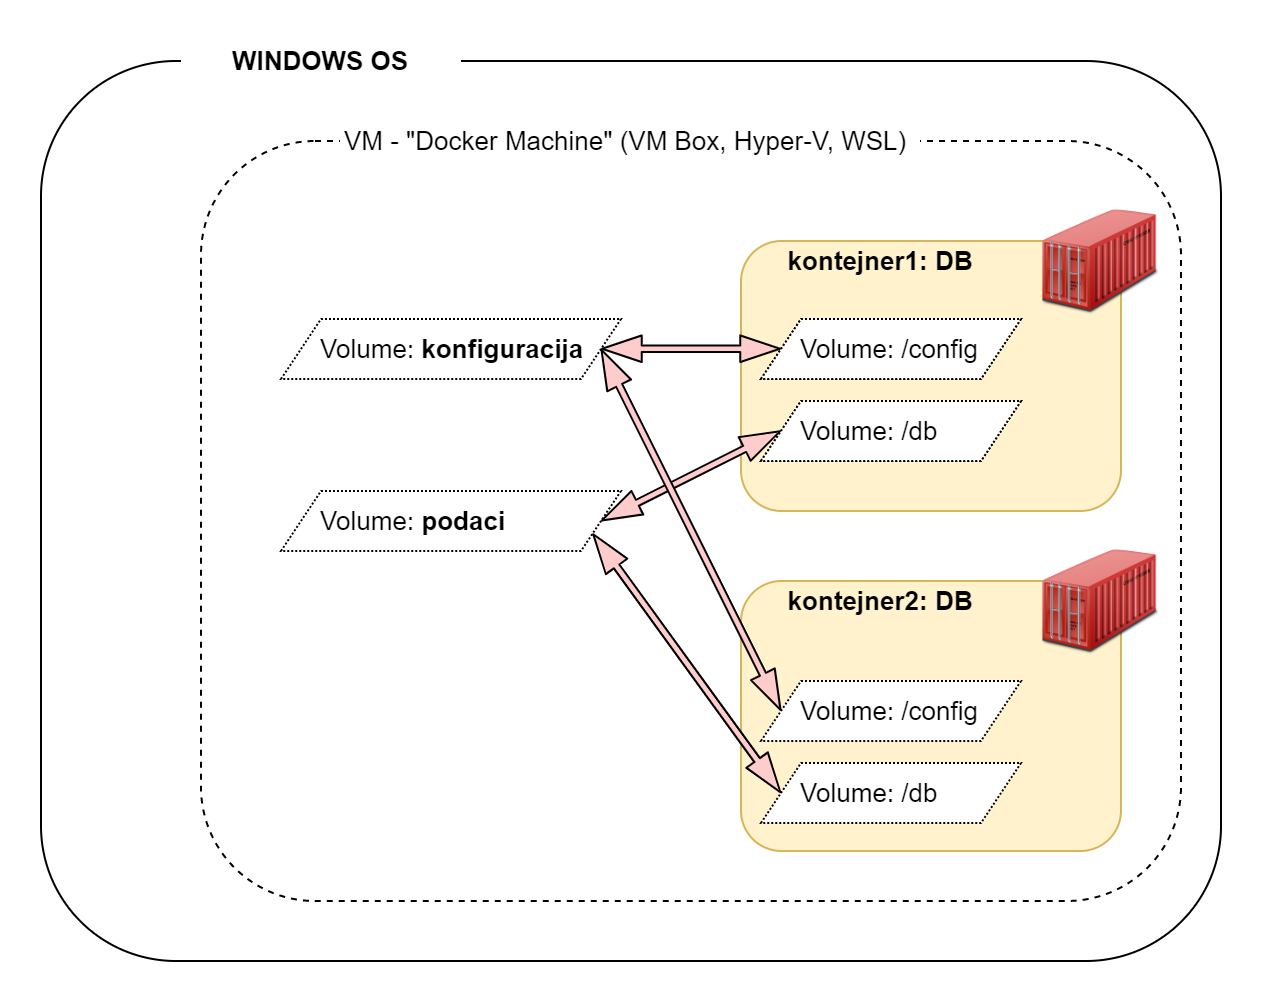 WINDOWS OS
VM - "Docker Machine" (VM Box, Hyper-V, WSL)
kontejner1: DB
Volume: konfiguracija
Volume: /config
Volume: /db
Volume: podaci
kontejner2: DB
Volume: /config
Volume: /db